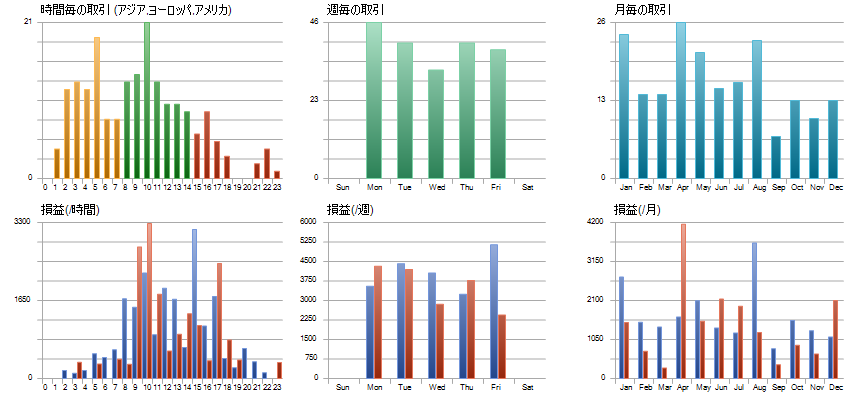 時間毎の取引 (アジア,ヨーロッパ,アメリカ)
21
0
0 1 2 3 4 5 6 7 8 9 10 11 12 13 14 15 16 17 18 19 20 21 22 23
週毎の取引
46
23
0
Sun Mon Tue Wed Thu Fri Sat
月毎の取引
26
13
0
Jan Feb Mar Apr May Jun Jul Aug Sep Oct Nov Dec
損益(/時間)
3300
1650
0
0 1 2 3 4 5 6 7 8 9 10 11 12 13 14 15 16 17 18 19 20 21 22 23
損益(/週)
6000
5250
4500
3750
3000
2250
1500
750
0
Sun Mon Tue Wed Thu Fri Sat
損益(/月)
4200
3150
2100
1050
0
Jan Feb Mar Apr May Jun Jul Aug Sep Oct Nov Dec